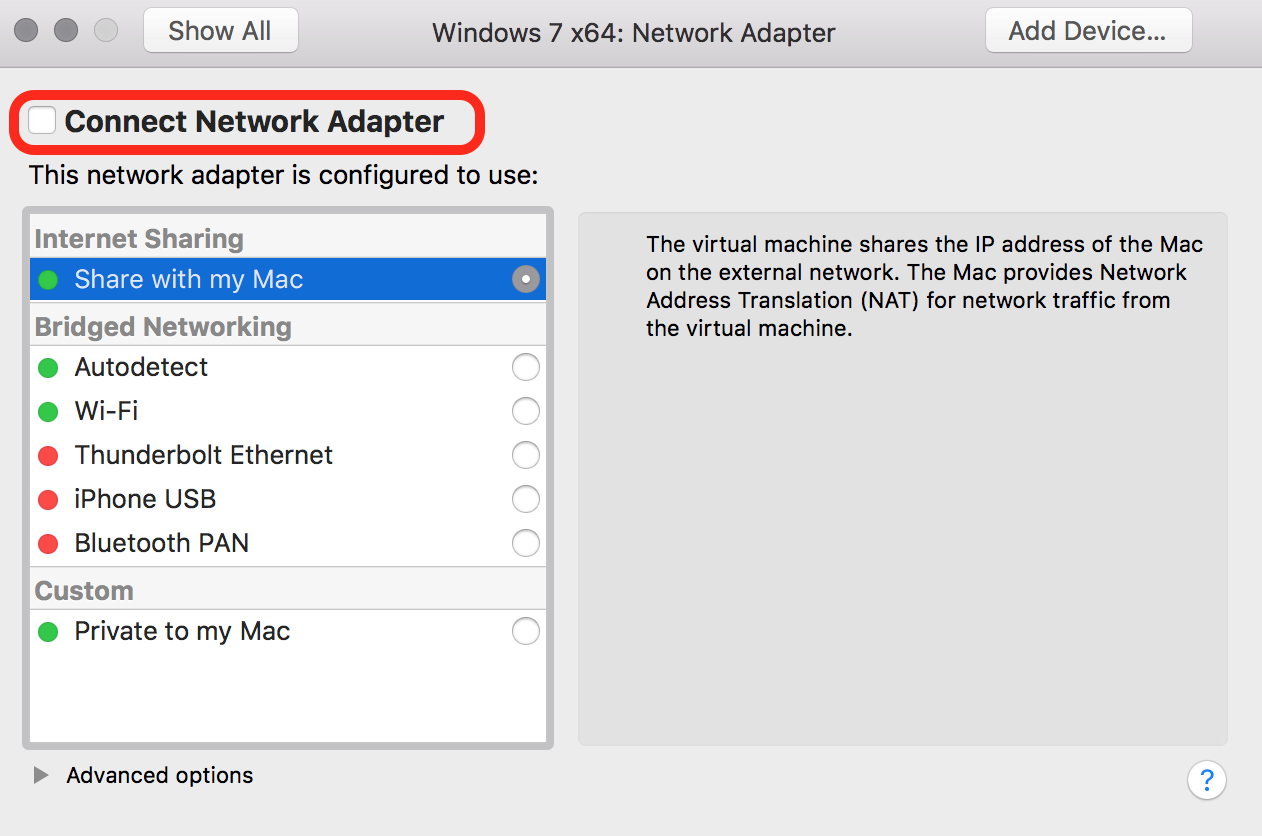 Show All
Windows 7 x64: Network Adapter
Add Device...
Connect Network Adapter
This network adapter is configured to use:
Internet Sharing
Share with my Mac
Bridged Networking
Autodetect
Wi-Fi
Thunderbolt Ethernet
iPhone USB
Bluetooth PAN
Custom
Private to my Mac
The virtual machine shares the IP address of the Mac
on the external network. The Mac provides Network
Address Translation (NAT) for network traffic from
the virtual machine.
Advanced options
?